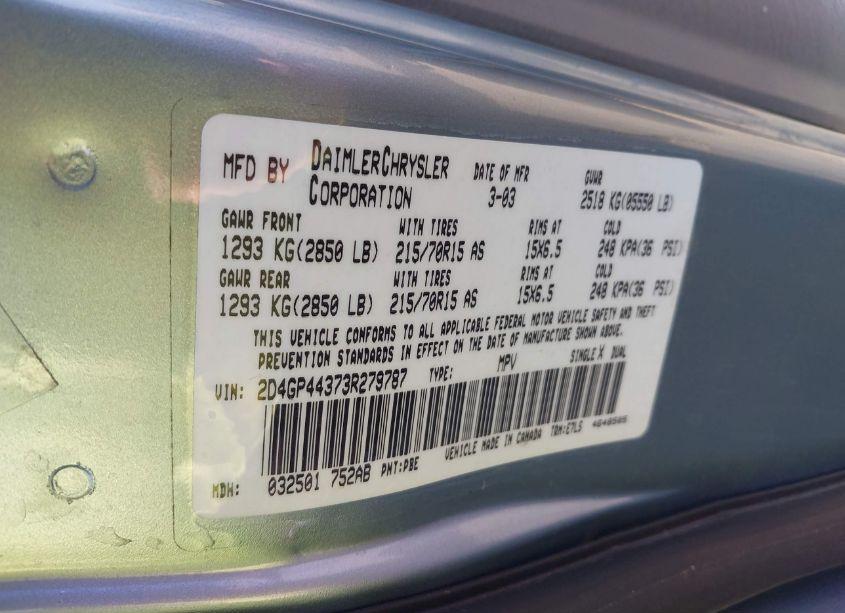 MFD BY DAIMLERCHRYSLER CORPORATION DATE OF MFR 3-03 GVWR 2518 KG(05550 LB)
GAWR FRONT WITH TIRES RIMS AT COLD
1293 KG(2850 LB) 215/70R15 AS 15X6.5 248 KPA(36 PSI)
GAWR REAR WITH TIRES RIMS AT COLD
1293 KG(2850 LB) 215/70R15 AS 15X6.5 248 KPA(36 PSI)
THIS VEHICLE CONFORMS TO ALL APPLICABLE FEDERAL MOTOR VEHICLE SAFETY AND THEFT
PREVENTION STANDARDS IN EFFECT ON THE DATE OF MANUFACTURE SHOWN ABOVE.
VIN: 2D4GP44373R279787 TYPE: MPV SINGLE X DUAL
MDH: 032501 752AB PNT:PBE VEHICLE MADE IN CANADA TRM:E7LS